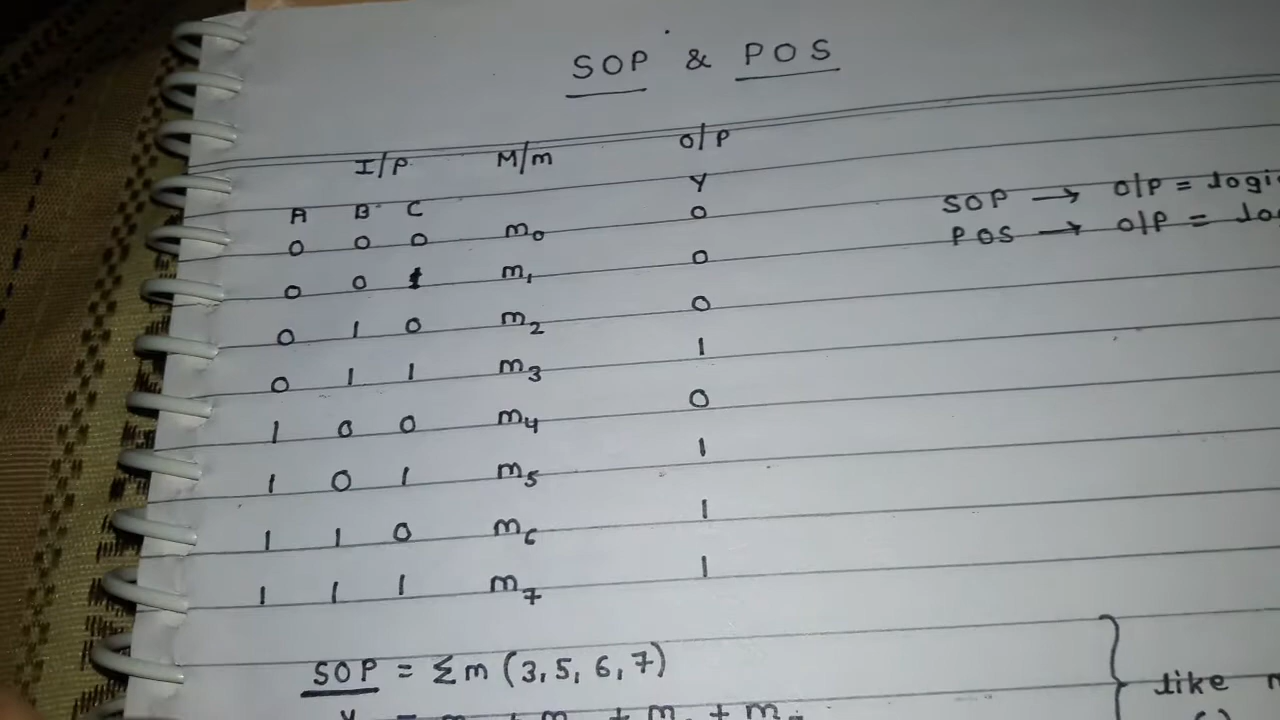 SOP & POS
I/P M/m O/P
A B C Y
0 0 0 m0 0
0 0 1 m1 0
0 1 0 m2 0
0 1 1 m3 1
1 0 0 m4 0
1 0 1 m5 1
1 1 0 m6 1
1 1 1 m7 1
SOP → O/P =
POS → O/P =
SOP = Σm (3, 5, 6, 7)
like